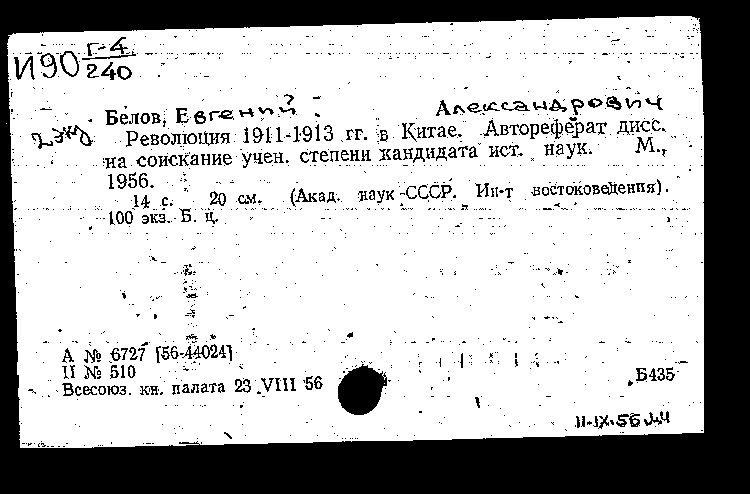 И90 Г-4
240
Белов, Евгений Александрович
2 экз
Революция 1911-1913 гг. в Китае. Автореферат дисс.
на соискание учен. степени кандидата ист. наук. М.,
1956.
14 с. 20 см. (Акад. наук СССР. Ин-т востоковедения).
100 экз. Б. ц.
А № 6727 [56-44024]
П № 510
Всесоюз. кн. палата 23 VIII 56
Б435
11-IX-56